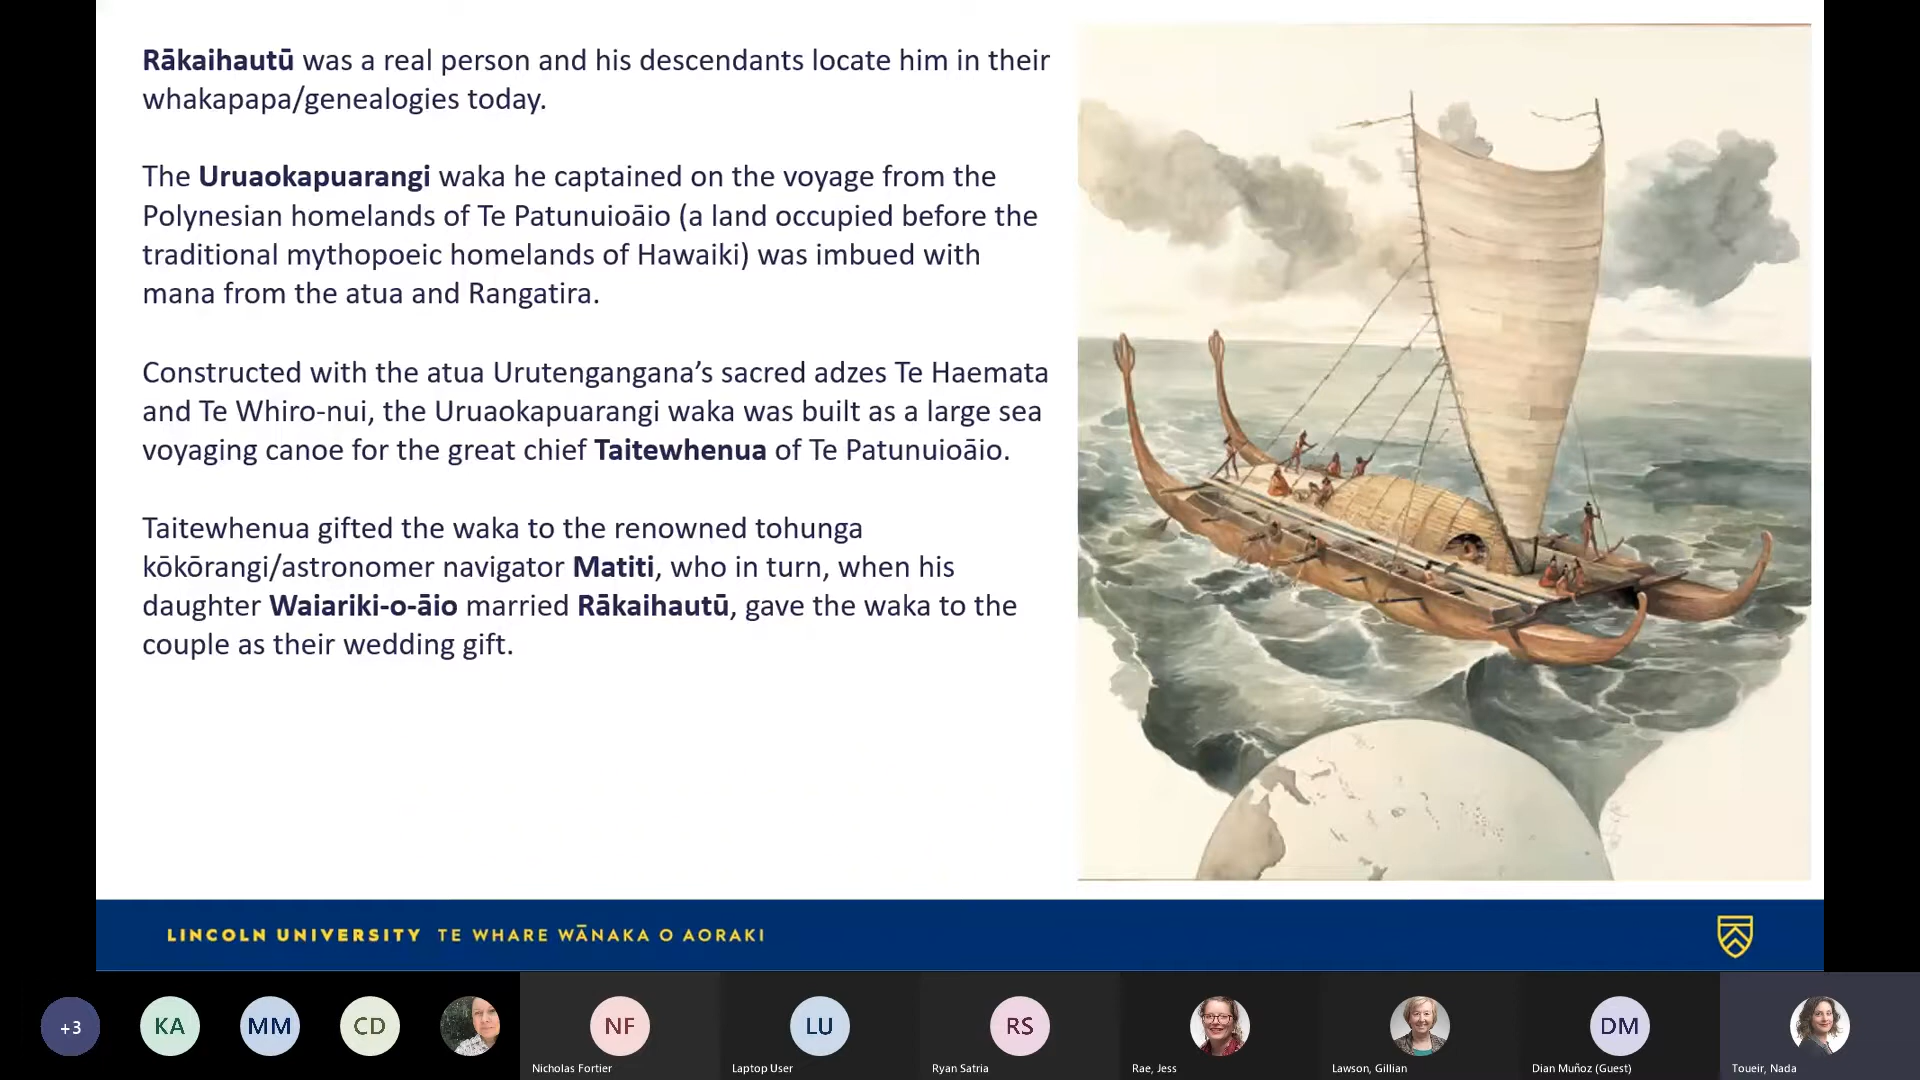 Rākaihautū was a real person and his descendants locate him in their
whakapapa/genealogies today.
The Uruaokapuarangi waka he captained on the voyage from the
Polynesian homelands of Te Patunuioāio (a land occupied before the
traditional mythopoeic homelands of Hawaiki) was imbued with
mana from the atua and Rangatira.
Constructed with the atua Urutengangana’s sacred adzes Te Haemata
and Te Whiro-nui, the Uruaokapuarangi waka was built as a large sea
voyaging canoe for the great chief Taitewhenua of Te Patunuioāio.
Taitewhenua gifted the waka to the renowned tohunga
kōkōrangi/astronomer navigator Matiti, who in turn, when his
daughter Waiariki-o-āio married Rākaihautū, gave the waka to the
couple as their wedding gift.
LINCOLN UNIVERSITY TE WHARE WĀNAKA O AORAKI
+3 KA MM CD NF LU RS DM
Nicholas Fortier Laptop User Ryan Satria Rae, Jess Lawson, Gillian Dian Muñoz (Guest) Toueir, Nada